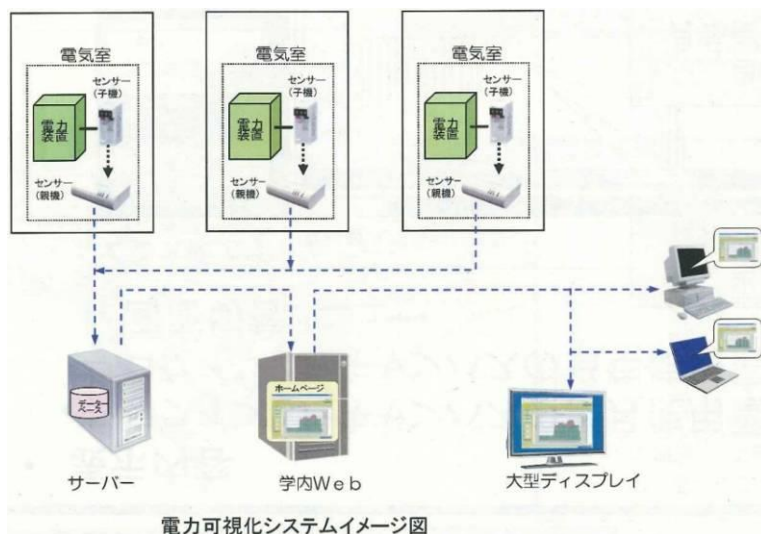 電気室
センサー
(子機)
電力
装置
センサー
(親機)
電気室
センサー
(子機)
電力
装置
センサー
(親機)
電気室
センサー
(子機)
電力
装置
センサー
(親機)
データ
ベース
ホームページ
サーバー
学内Ｗｅｂ
大型ディスプレイ
電力可視化システムイメージ図